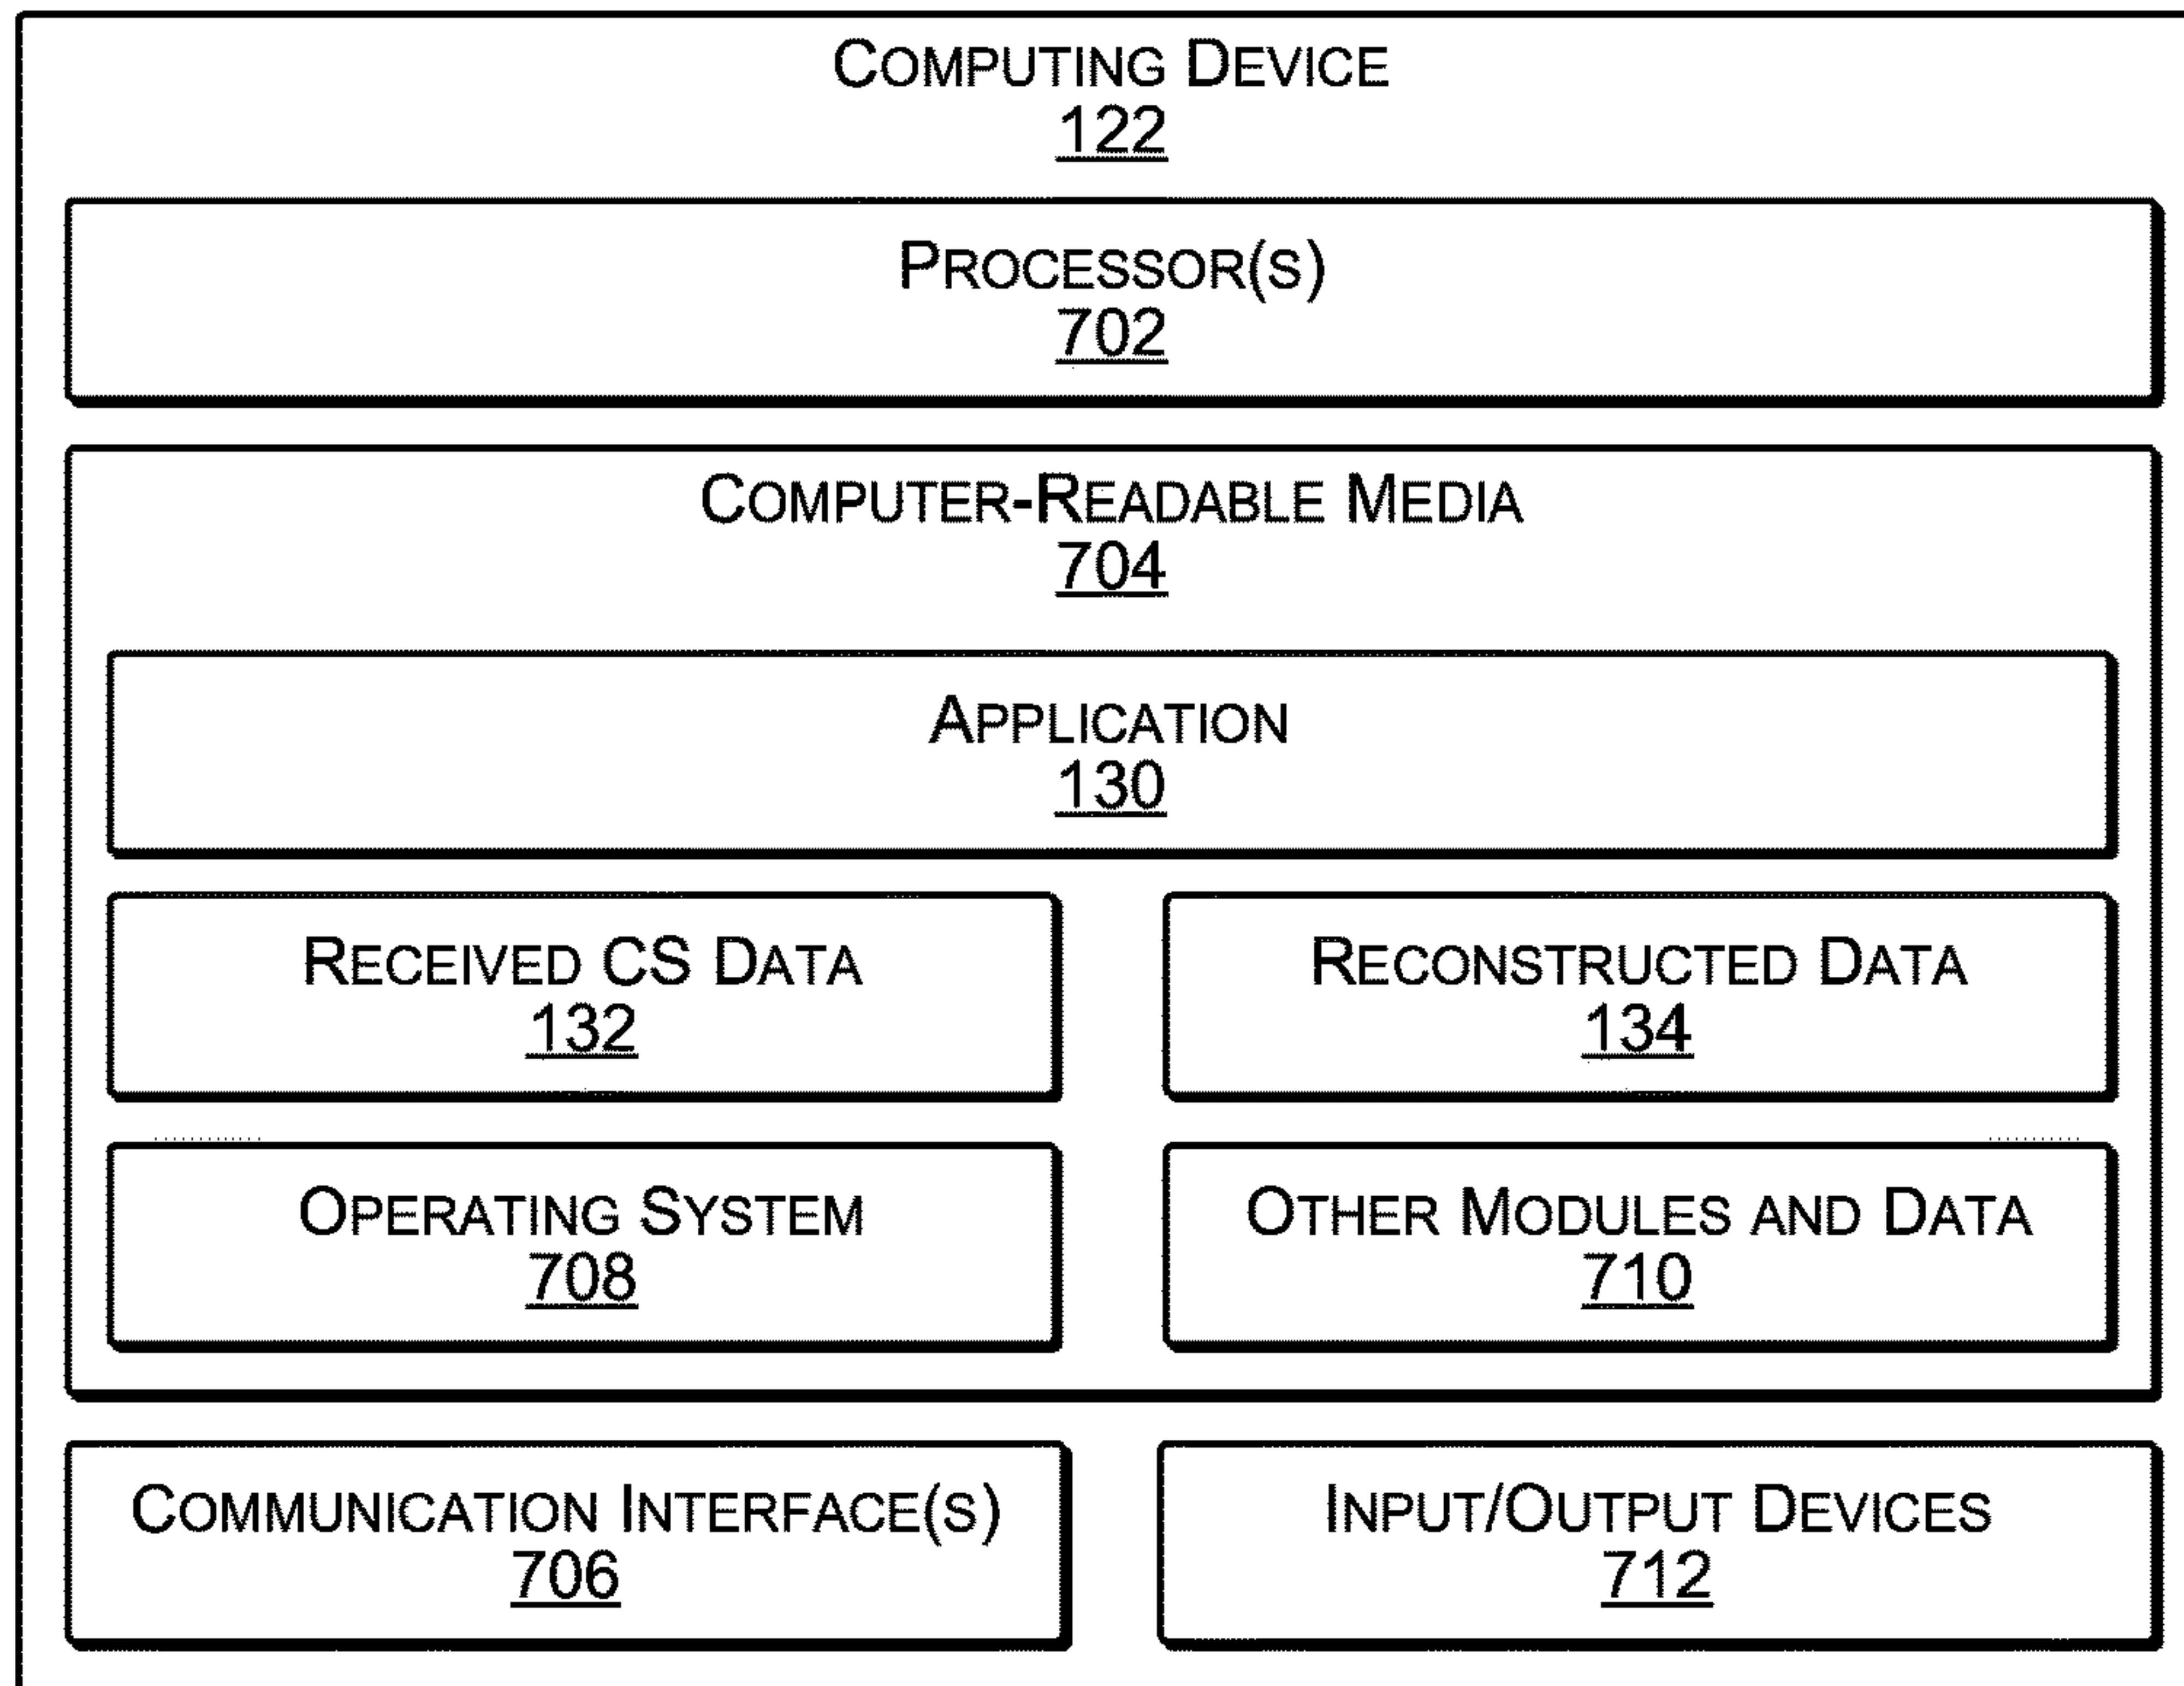 COMPUTING DEVICE
122
PROCESSOR(S)
702
COMPUTER-READABLE MEDIA
704
APPLICATION
130
RECEIVED CS DATA
132
RECONSTRUCTED DATA
134
OPERATING SYSTEM
708
OTHER MODULES AND DATA
710
COMMUNICATION INTERFACE(S)
706
INPUT/OUTPUT DEVICES
712